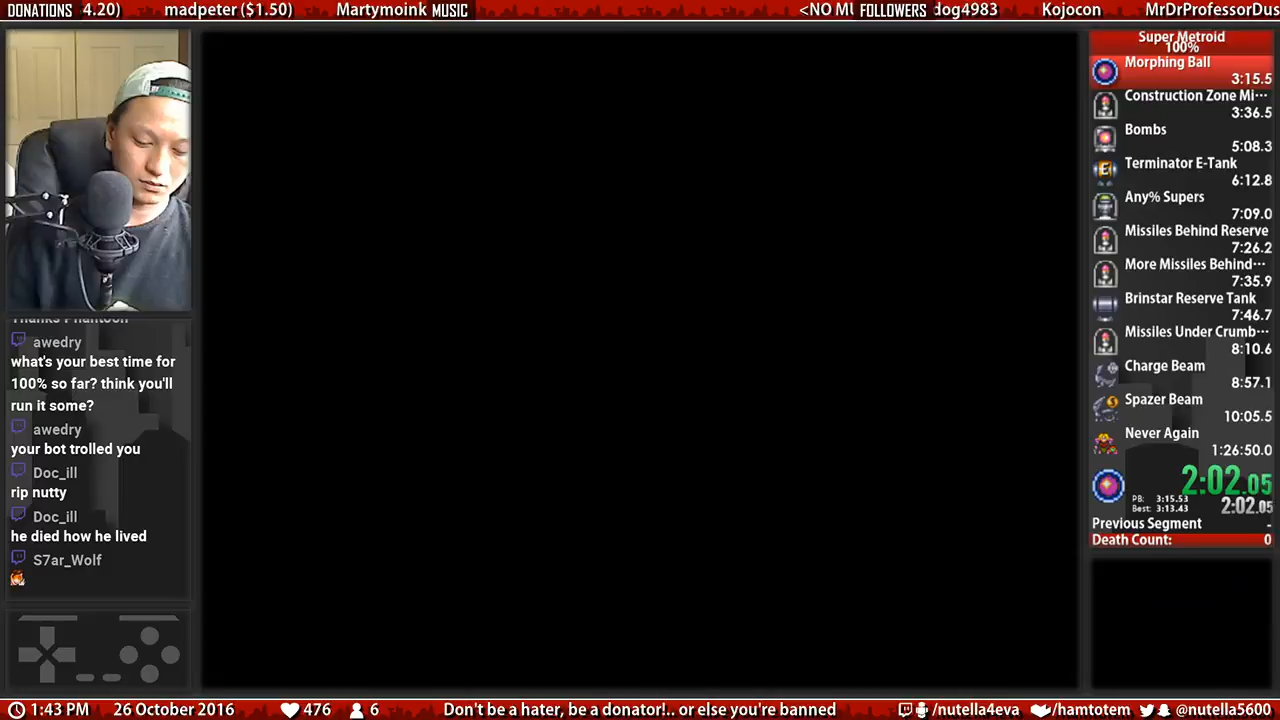 DONATIONS 4.20) madpeter ($1.50) Martymoink MUSIC <NO MU FOLLOWERS dog4983 Kojocon MrDrProfessorDus
Super Metroid
100%
Morphing Ball
3:15.5
Construction Zone Mi...
3:36.5
Bombs
5:08.3
Terminator E-Tank
6:12.8
Any% Supers
7:09.0
Missiles Behind Reserve
7:26.2
More Missiles Behind...
7:35.9
Brinstar Reserve Tank
7:46.7
Missiles Under Crumb...
8:10.6
Charge Beam
8:57.1
Spazer Beam
10:05.5
Never Again
1:26:50.0
2:02.05
PB: 3:15.53
Best: 3:13.43
2:02.05
Previous Segment -
Death Count: 0
Thanks Phantoon
awedry
what's your best time for
100% so far? think you'll
run it some?
awedry
your bot trolled you
Doc_ill
rip nutty
Doc_ill
he died how he lived
S7ar_Wolf
1:43 PM 26 October 2016 476 6 Don't be a hater, be a donator!.. or else you're banned /nutella4eva /hamtotem @nutella5600